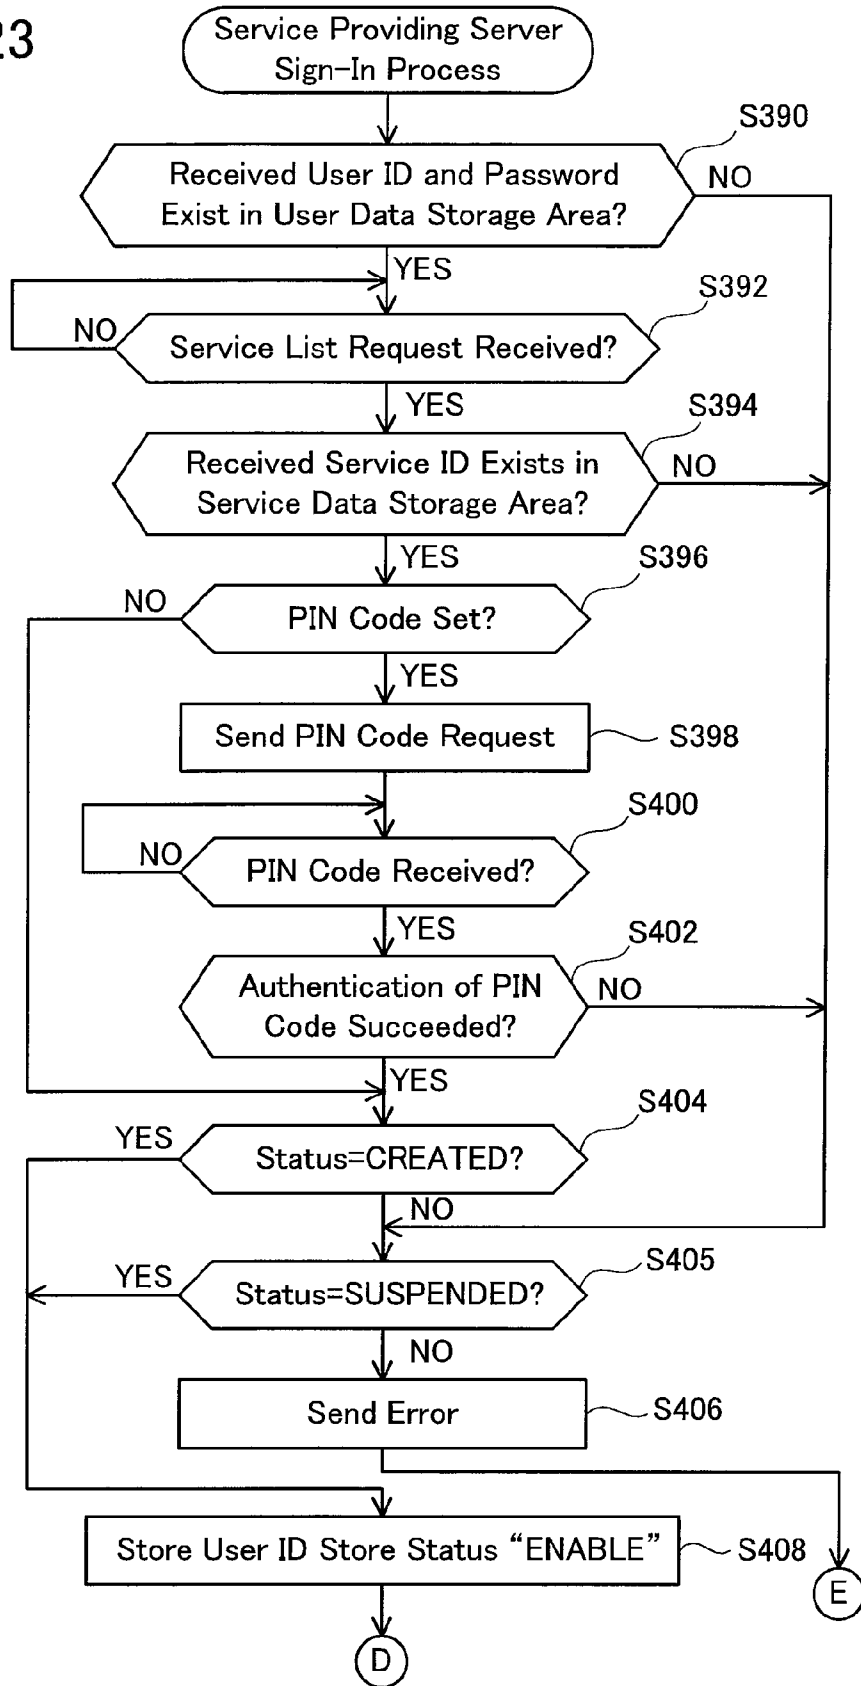 23
Service Providing Server
Sign-In Process
S390
Received User ID and Password
Exist in User Data Storage Area?
NO
YES
S392
NO
Service List Request Received?
YES
S394
Received Service ID Exists in
Service Data Storage Area?
NO
YES
S396
NO
PIN Code Set?
YES
Send PIN Code Request
S398
S400
NO
PIN Code Received?
YES
S402
Authentication of PIN
Code Succeeded?
NO
YES
S404
YES
Status=CREATED?
NO
S405
YES
Status=SUSPENDED?
NO
Send Error
S406
Store User ID Store Status “ENABLE”
S408
E
D